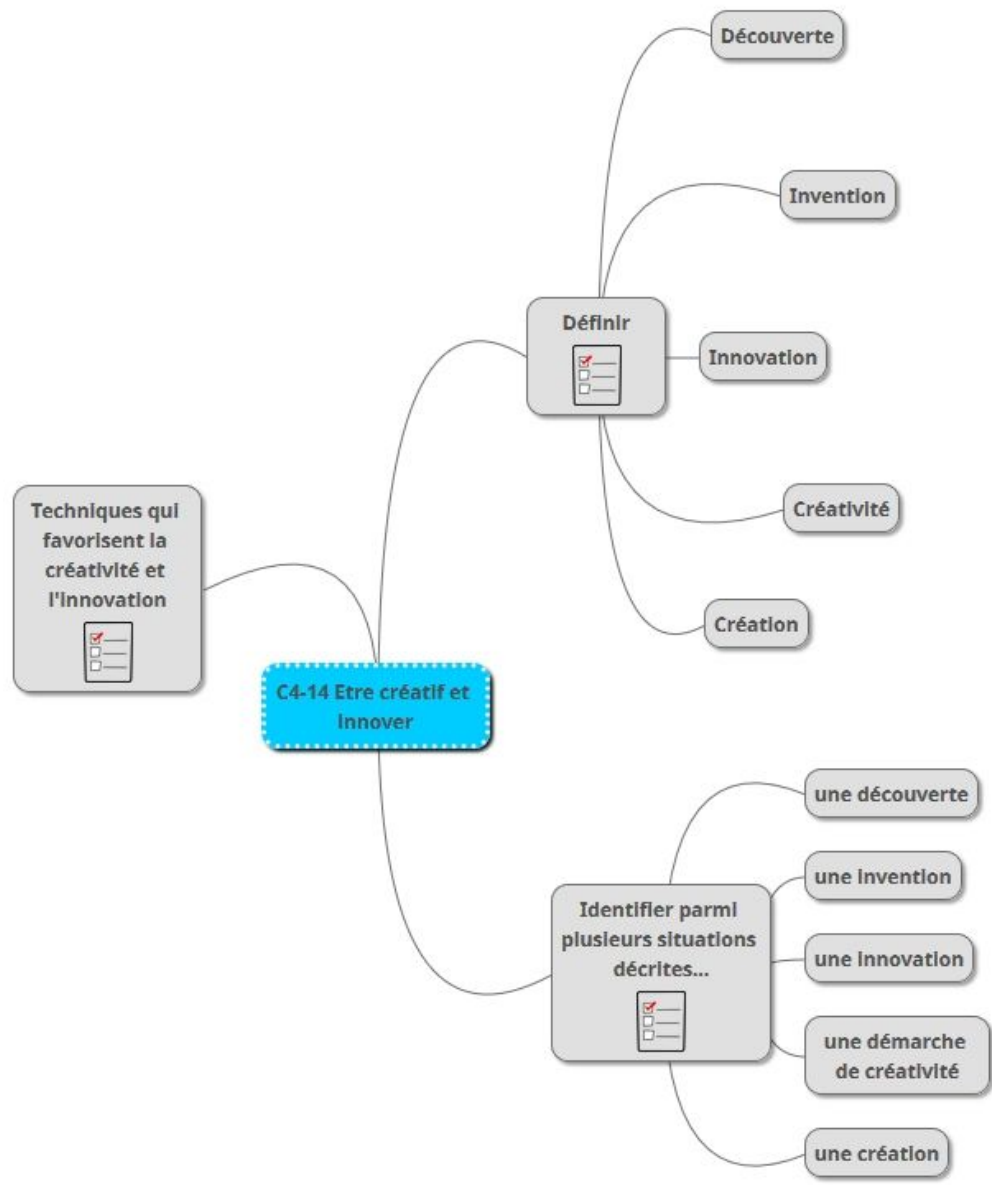 Découverte
Invention
Définir
Innovation
Créativité
Création
Techniques qui
favorisent la
créativité et
l'innovation
C4-14 Etre créatif et
innover
une découverte
une invention
Identifier parmi
plusieurs situations
décrites...
une innovation
une démarche
de créativité
une création